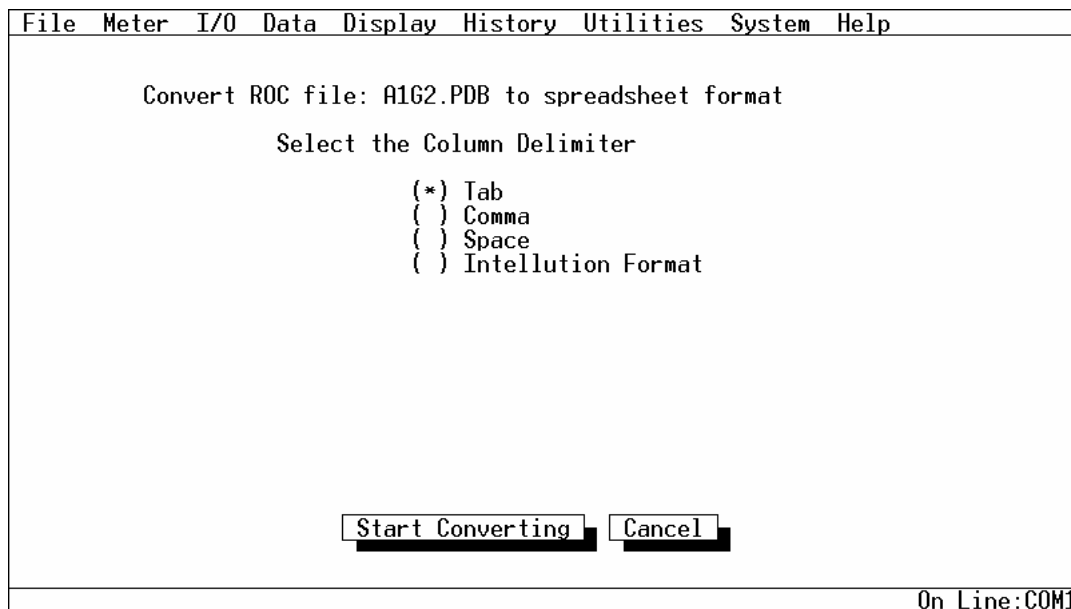 File Meter I/O Data Display History Utilities System Help
Convert ROC file: A1G2.PDB to spreadsheet format
Select the Column Delimiter
(*) Tab
( ) Comma
( ) Space
( ) Intellution Format
Start Converting Cancel
On Line:COM1